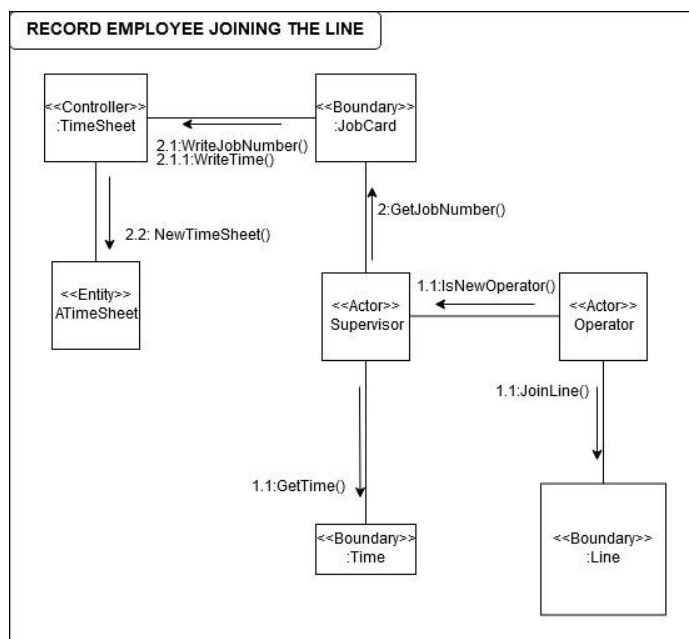 RECORD EMPLOYEE JOINING THE LINE
<<Controller>>
:TimeSheet
<<Boundary>>
:JobCard
2.1:WriteJobNumber()
2.1.1:WriteTime()
2:GetJobNumber()
2.2: NewTimeSheet()
<<Entity>>
ATimeSheet
<<Actor>>
Supervisor
1.1:IsNewOperator()
<<Actor>>
Operator
1.1:JoinLine()
1.1:GetTime()
<<Boundary>>
:Time
<<Boundary>>
:Line